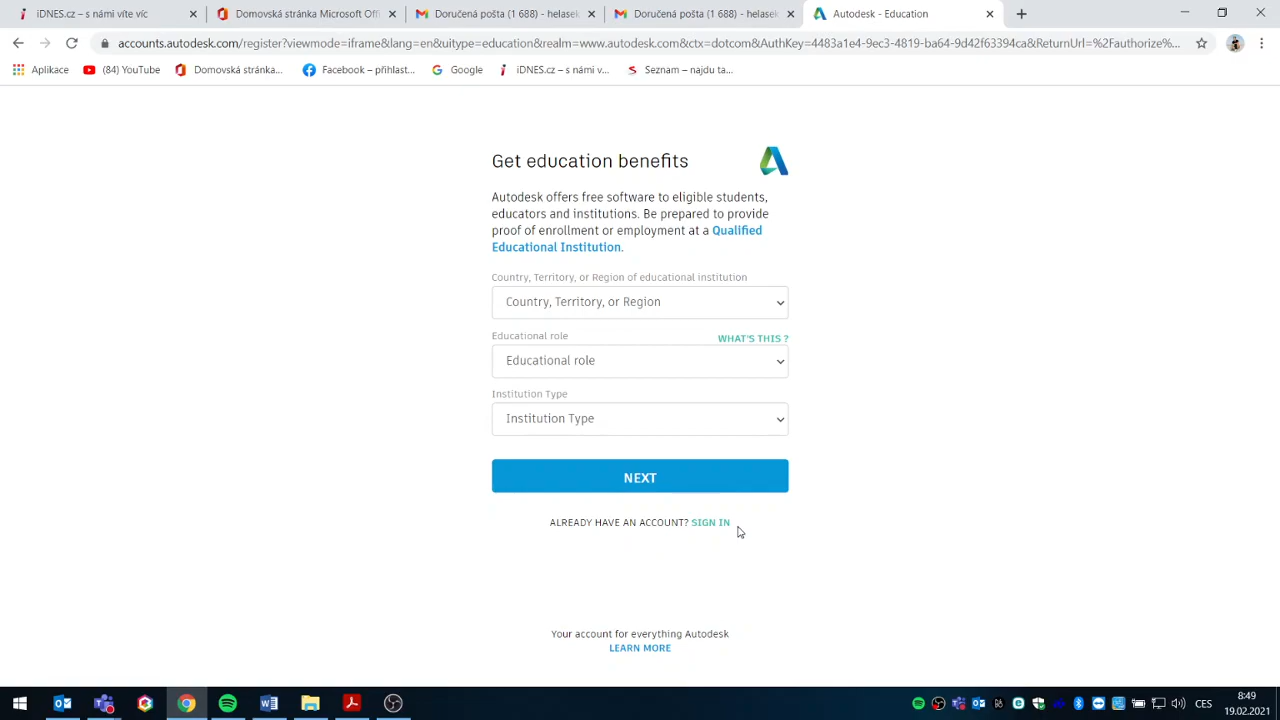 iDNES.cz – s námi víte víc
Domovská stránka Microsoft Off
Doručená pošta (1 688) - helasek
Doručená pošta (1 688) - helasek
Autodesk - Education
accounts.autodesk.com/register?viewmode=iframe&lang=en&uitype=education&realm=www.autodesk.com&ctx=dotcom&AuthKey=4483a1e4-9ec3-4819-ba64-9d42f63394ca&ReturnUrl=%2Fauthorize%...
Aplikace
(84) YouTube
Domovská stránka...
Facebook – přihlast...
Google
iDNES.cz – s námi v...
Seznam – najdu ta...
Get education benefits
Autodesk offers free software to eligible students,
educators and institutions. Be prepared to provide
proof of enrollment or employment at a Qualified
Educational Institution.
Country, Territory, or Region of educational institution
Country, Territory, or Region
Educational role
WHAT'S THIS ?
Educational role
Institution Type
Institution Type
NEXT
ALREADY HAVE AN ACCOUNT? SIGN IN
Your account for everything Autodesk
LEARN MORE
CES
8:49
19.02.2021